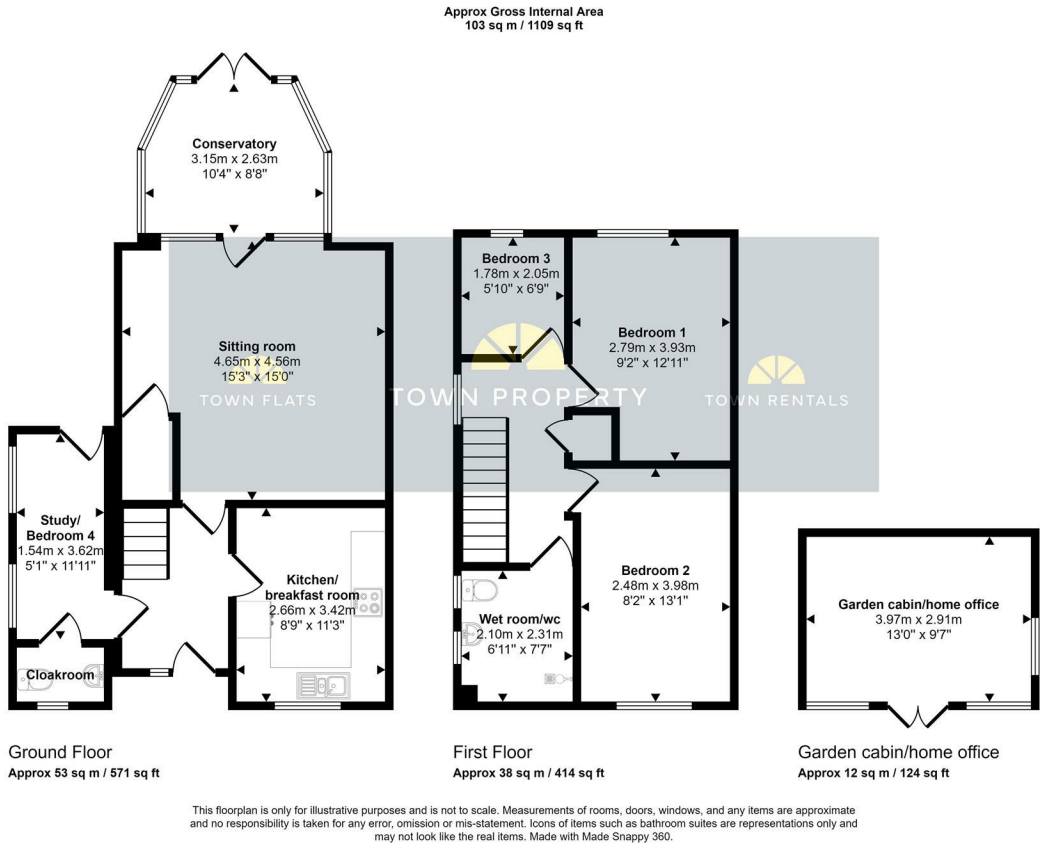 Approx Gross Internal Area
103 sq m / 1109 sq ft
Conservatory
3.15m x 2.63m
10'4" x 8'8"
Sitting room
4.65m x 4.56m
15'3" x 15'0"
TOWN FLATS
Study/
Bedroom 4
1.54m x 3.62m
5'1" x 11'11"
Kitchen/
breakfast room
2.66m x 3.42m
8'9" x 11'3"
Cloakroom
Bedroom 3
1.78m x 2.05m
5'10" x 6'9"
Bedroom 1
2.79m x 3.93m
9'2" x 12'11"
TOWN PROPERTY
TOWN RENTALS
Bedroom 2
2.48m x 3.98m
8'2" x 13'1"
Wet room/wc
2.10m x 2.31m
6'11" x 7'7"
Garden cabin/home office
3.97m x 2.91m
13'0" x 9'7"
Ground Floor
Approx 53 sq m / 571 sq ft
First Floor
Approx 38 sq m / 414 sq ft
Garden cabin/home office
Approx 12 sq m / 124 sq ft
This floorplan is only for illustrative purposes and is not to scale. Measurements of rooms, doors, windows, and any items are approximate
and no responsibility is taken for any error, omission or mis-statement. Icons of items such as bathroom suites are representations only and
may not look like the real items. Made with Made Snappy 360.